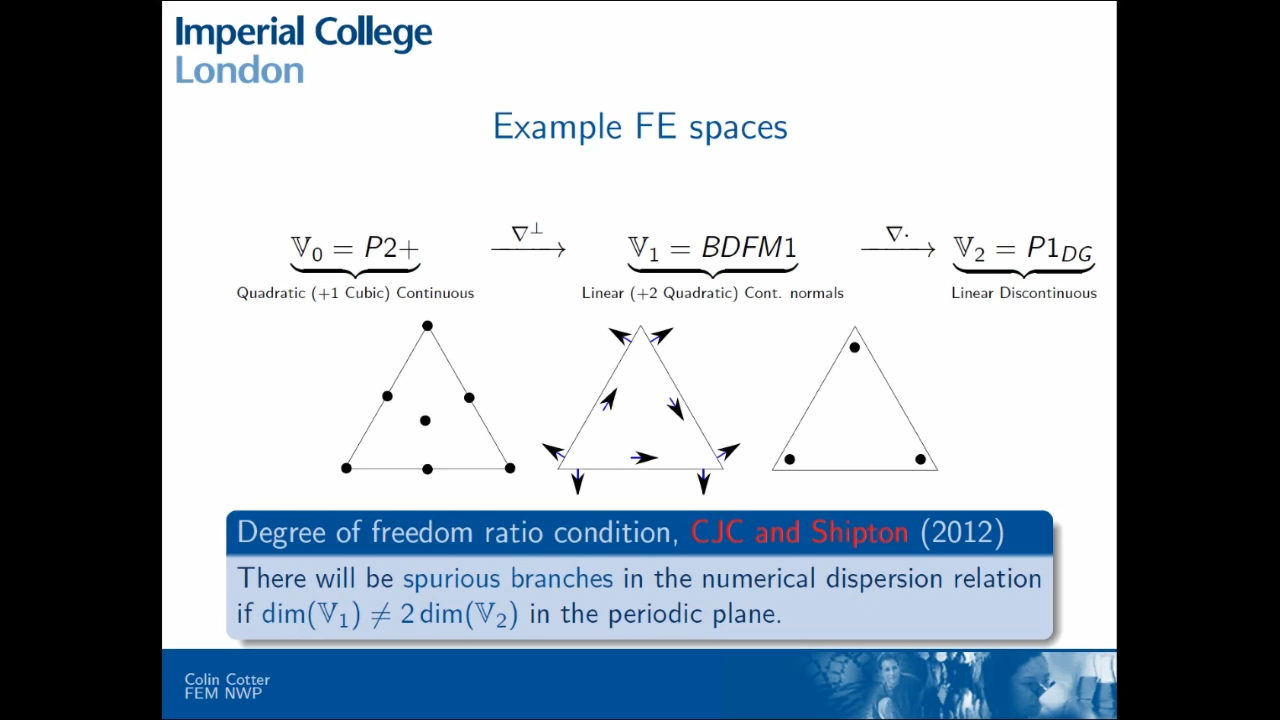 Imperial College
London
Example FE spaces
∇⊥ ∇·
𝕍₀ = P2+ ⟶ 𝕍₁ = BDFM1 ⟶ 𝕍₂ = P1_DG
Quadratic (+1 Cubic) Continuous Linear (+2 Quadratic) Cont. normals Linear Discontinuous
Degree of freedom ratio condition, CJC and Shipton (2012)
There will be spurious branches in the numerical dispersion relation
if dim(𝕍₁) ≠ 2 dim(𝕍₂) in the periodic plane.
Colin Cotter
FEM NWP